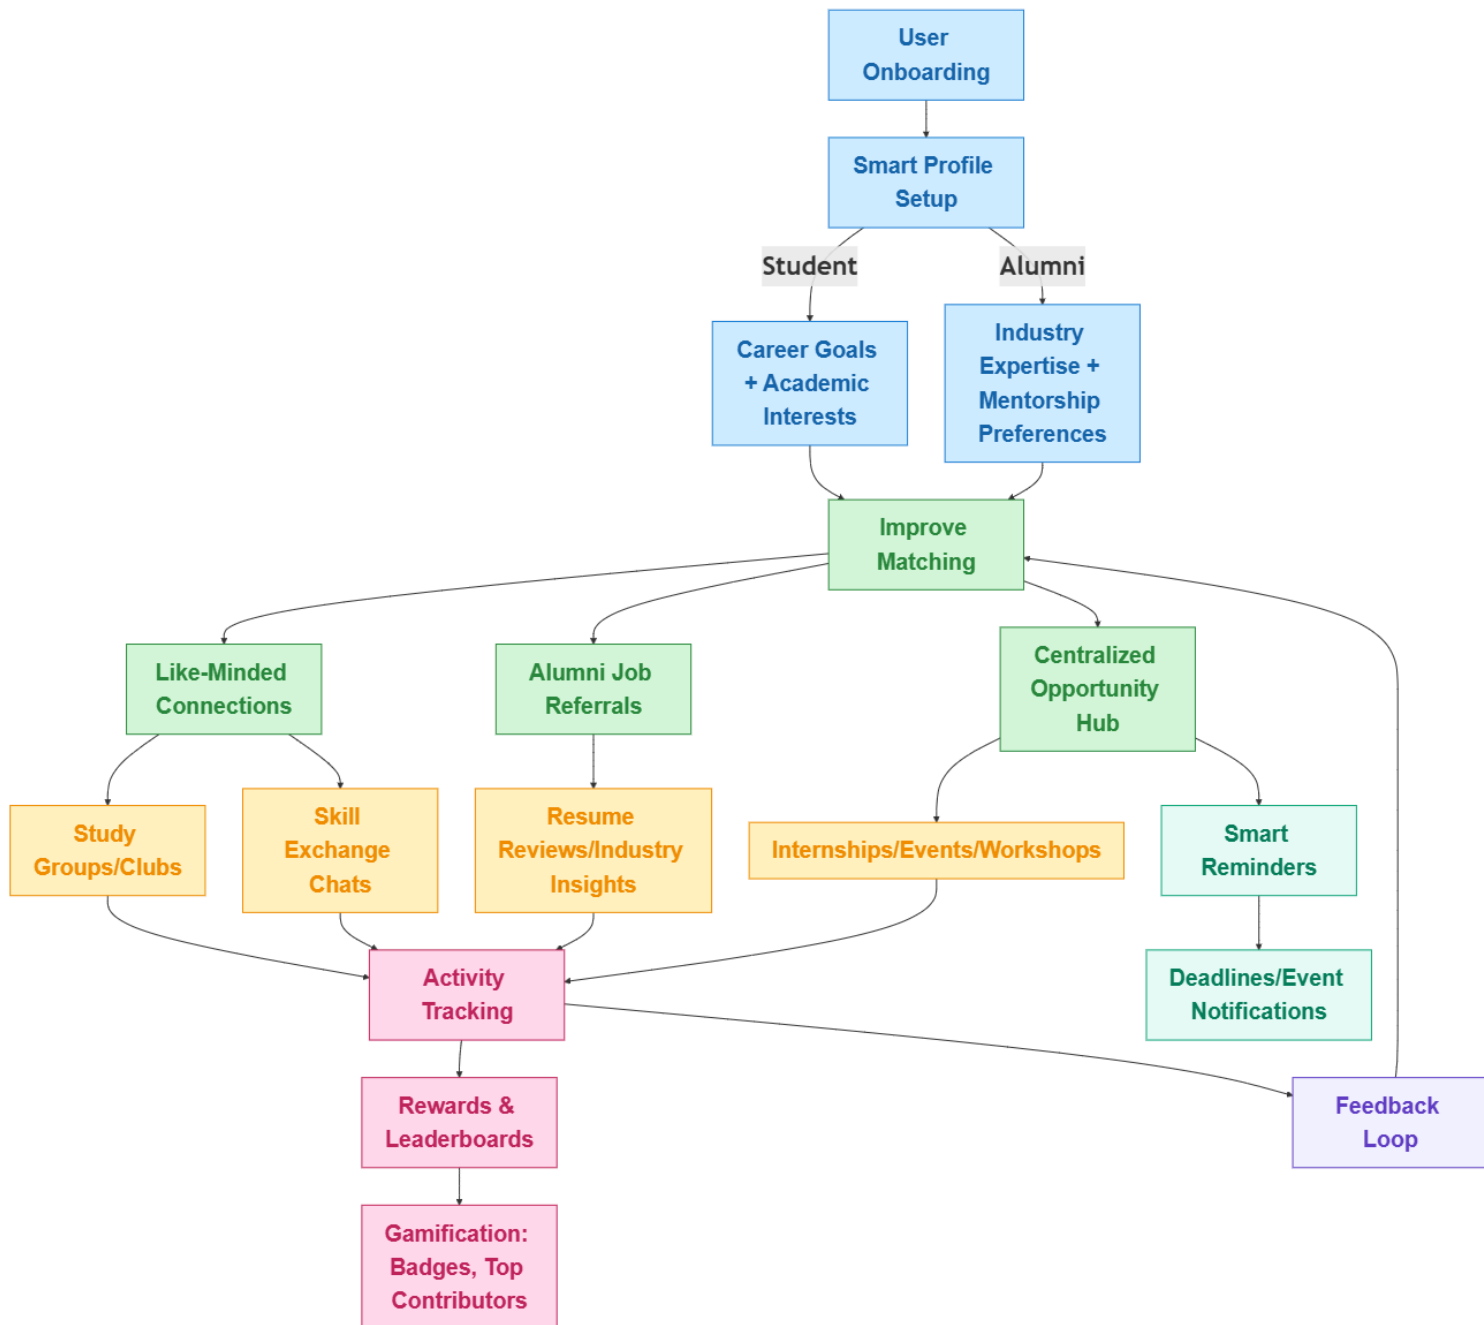 User
Onboarding
Smart Profile
Setup
Student
Alumni
Career Goals
+ Academic
Interests
Industry
Expertise +
Mentorship
Preferences
Improve
Matching
Like-Minded
Connections
Alumni Job
Referrals
Centralized
Opportunity
Hub
Study
Groups/Clubs
Skill
Exchange
Chats
Resume
Reviews/Industry
Insights
Internships/Events/Workshops
Smart
Reminders
Activity
Tracking
Deadlines/Event
Notifications
Rewards &
Leaderboards
Feedback
Loop
Gamification:
Badges, Top
Contributors